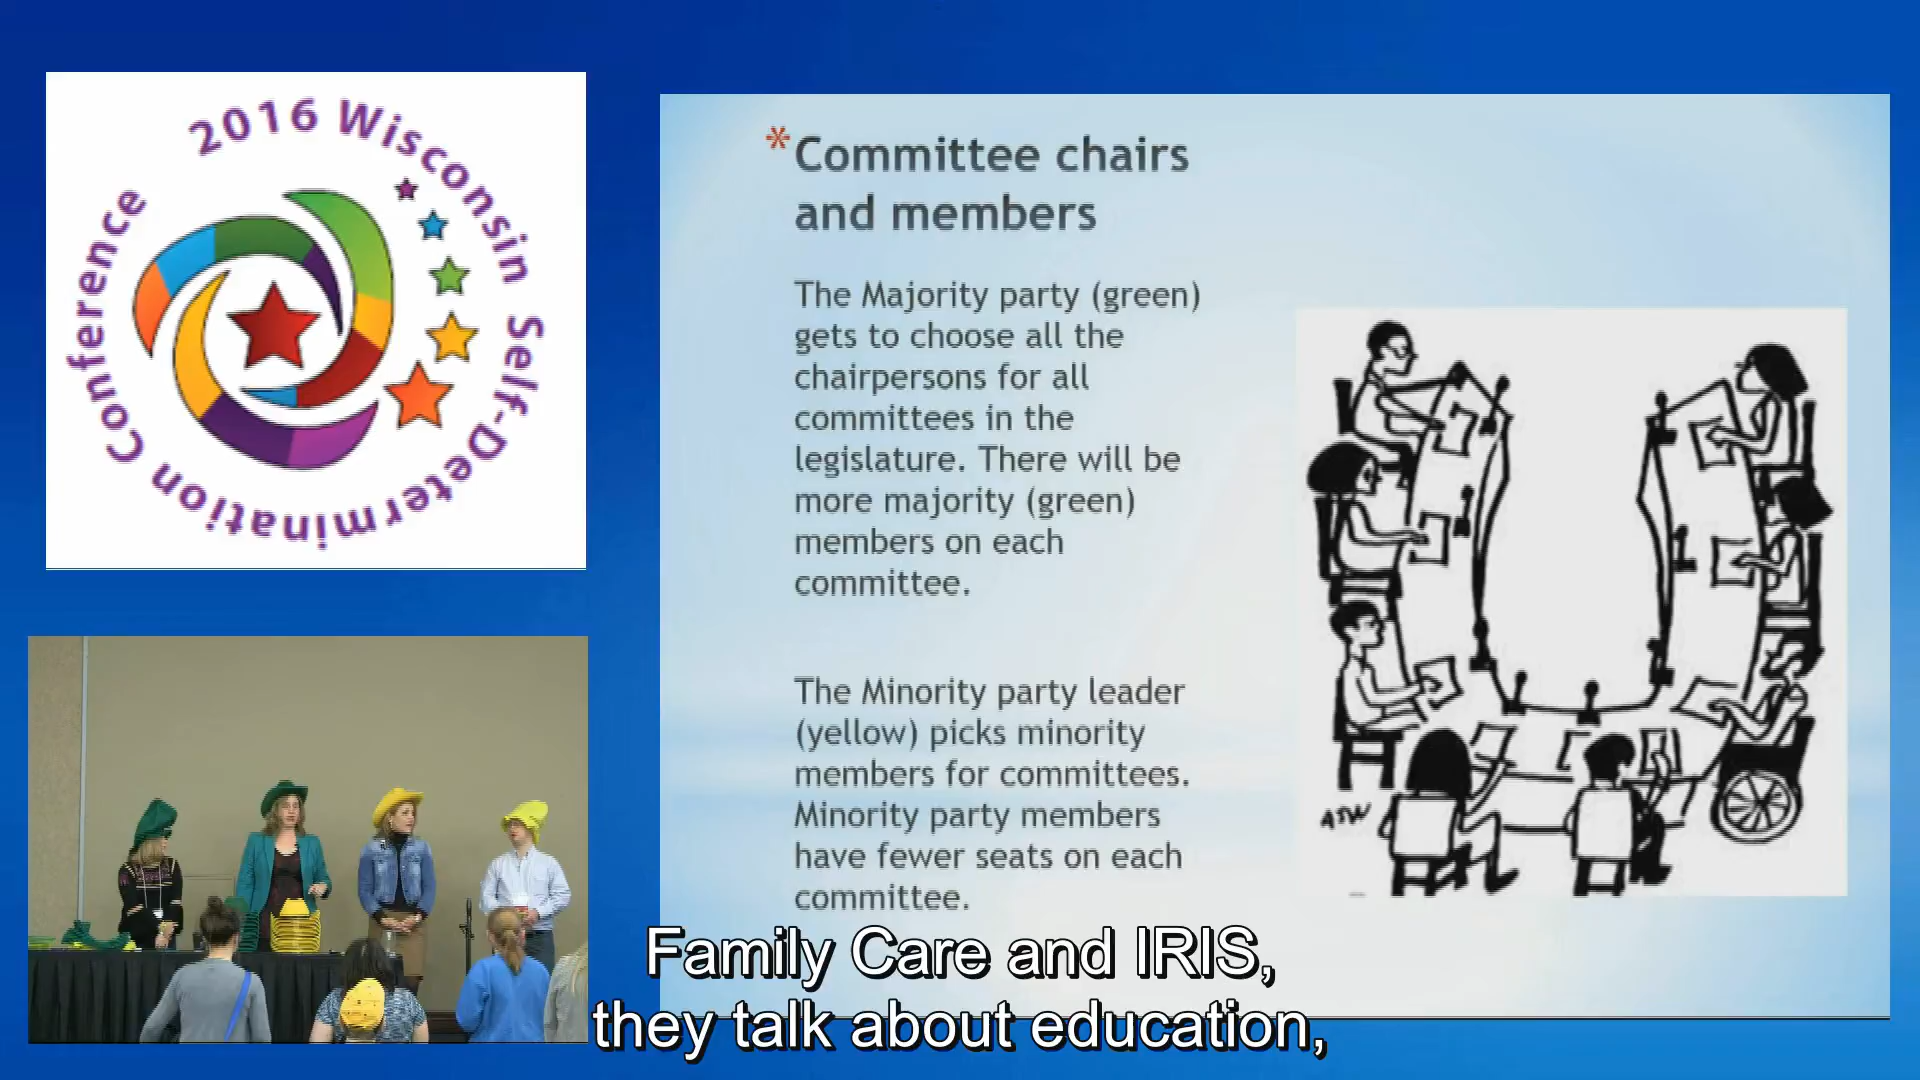 2016 Wisconsin Self-Determination Conference
*Committee chairs
and members
The Majority party (green)
gets to choose all the
chairpersons for all
committees in the
legislature. There will be
more majority (green)
members on each
committee.
The Minority party leader
(yellow) picks minority
members for committees.
Minority party members
have fewer seats on each
committee.
ASW
Family Care and IRIS,
they talk about education,